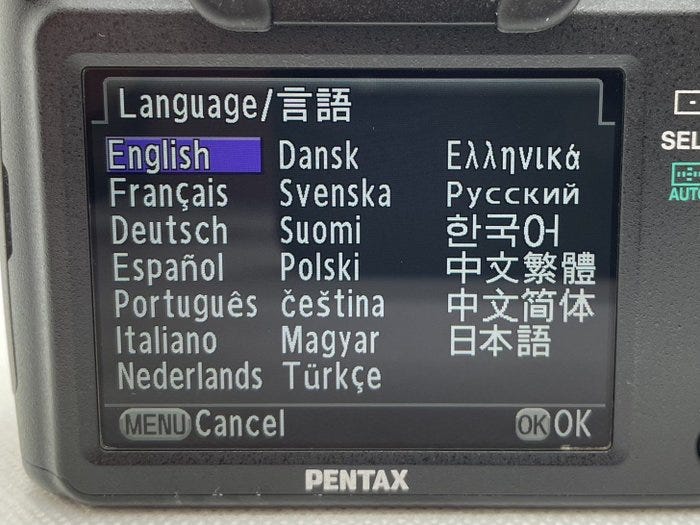 Language/言語
English Dansk Ελληνικά
Français Svenska Русский
Deutsch Suomi 한국어
Español Polski 中文繁體
Português čeština 中文简体
Italiano Magyar 日本語
Nederlands Türkçe
MENU Cancel OK OK
PENTAX